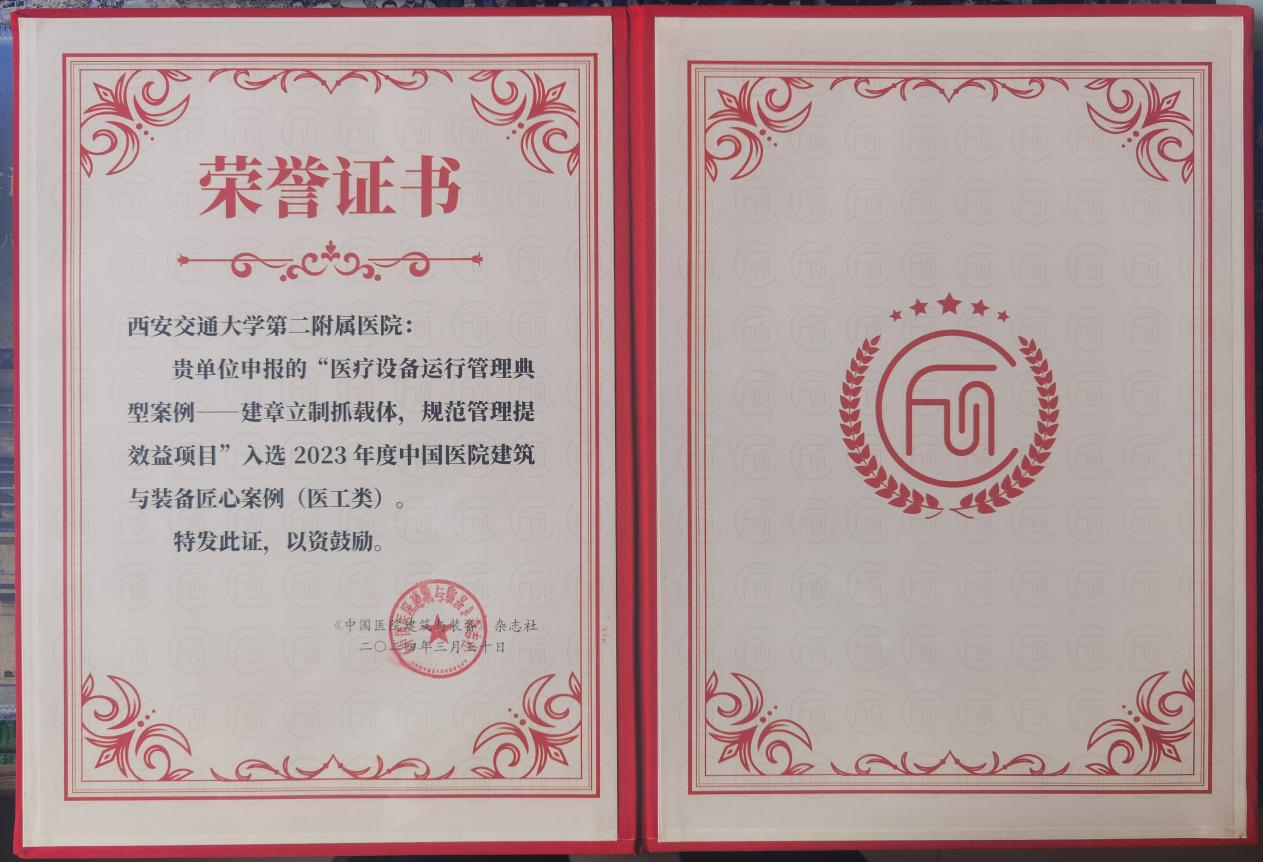 荣誉证书
西安交通大学第二附属医院：
贵单位申报的“医疗设备运行管理典
型案例——建章立制抓载体，规范管理提
效益项目”入选 2023 年度中国医院建筑
与装备匠心案例（医工类）。
特发此证，以资鼓励。
《中国医院建筑与装备》杂志社
二〇二四年三月三十日